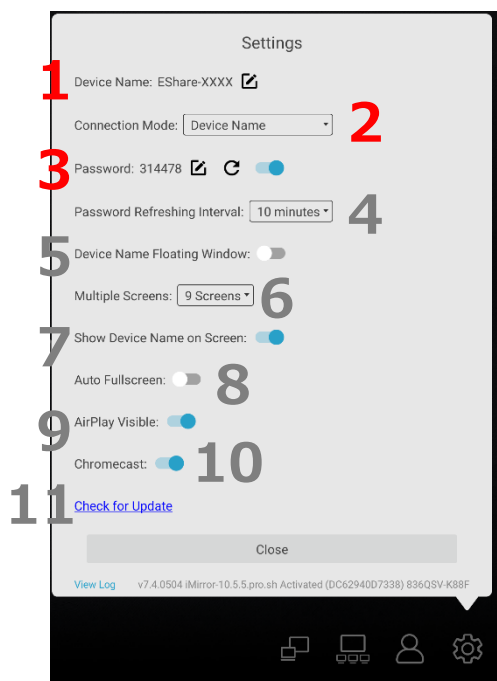 Settings
1 Device Name: EShare-XXXX
Connection Mode: Device Name 2
3 Password: 314478
Password Refreshing Interval: 10 minutes 4
5 Device Name Floating Window:
Multiple Screens: 9 Screens 6
7 Show Device Name on Screen:
Auto Fullscreen: 8
9 AirPlay Visible:
Chromecast: 10
11 Check for Update
Close
View Log v7.4.0504 iMirror-10.5.5.pro.sh Activated (DC62940D7338) 836QSV-K88F